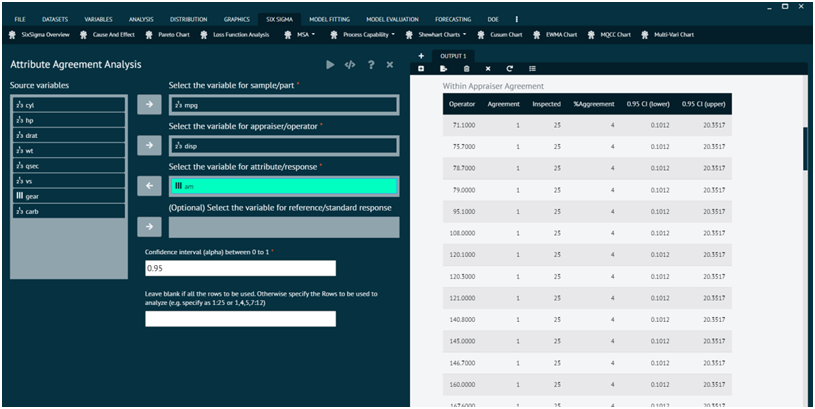 FILE DATASETS VARIABLES ANALYSIS DISTRIBUTION GRAPHICS SIX SIGMA MODEL FITTING MODEL EVALUATION FORECASTING DOE
SixSigma Overview Cause And Effect Pareto Chart Loss Function Analysis MSA Process Capability Shewhart Charts Cusum Chart EWMA Chart MQCC Chart Multi-Vari Chart
Attribute Agreement Analysis
Source variables
cyl
hp
drat
wt
qsec
vs
gear
carb
Select the variable for sample/part*
mpg
Select the variable for appraiser/operator *
disp
Select the variable for attribute/response *
am
(Optional) Select the variable for reference/standard response
Confidence interval (alpha) between 0 to 1 *
0.95
Leave blank if all the rows to be used. Otherwise specify the Rows to be used to
analyze (e.g. specify as 1:25 or 1,4,5,7:12)
+ OUTPUT 1
Within Appraiser Agreement
Operator Agreement Inspected %Aggreement 0.95 CI (lower) 0.95 CI (upper)
71.1000 1 25 4 0.1012 20.3517
75.7000 1 25 4 0.1012 20.3517
78.7000 1 25 4 0.1012 20.3517
79.0000 1 25 4 0.1012 20.3517
95.1000 1 25 4 0.1012 20.3517
108.0000 1 25 4 0.1012 20.3517
120.1000 1 25 4 0.1012 20.3517
120.3000 1 25 4 0.1012 20.3517
121.0000 1 25 4 0.1012 20.3517
140.8000 1 25 4 0.1012 20.3517
145.0000 1 25 4 0.1012 20.3517
146.7000 1 25 4 0.1012 20.3517
160.0000 1 25 4 0.1012 20.3517
167.6000 1 25 4 0.1012 20.3517